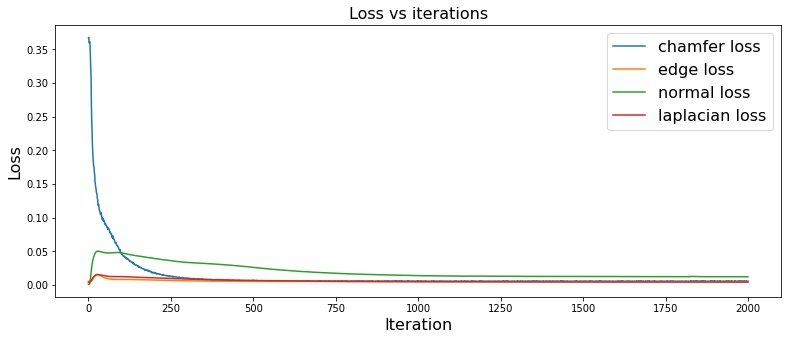 Loss vs iterations
chamfer loss
edge loss
normal loss
laplacian loss
Loss
0.35
0.30
0.25
0.20
0.15
0.10
0.05
0.00
0
250
500
750
1000
1250
1500
1750
2000
Iteration